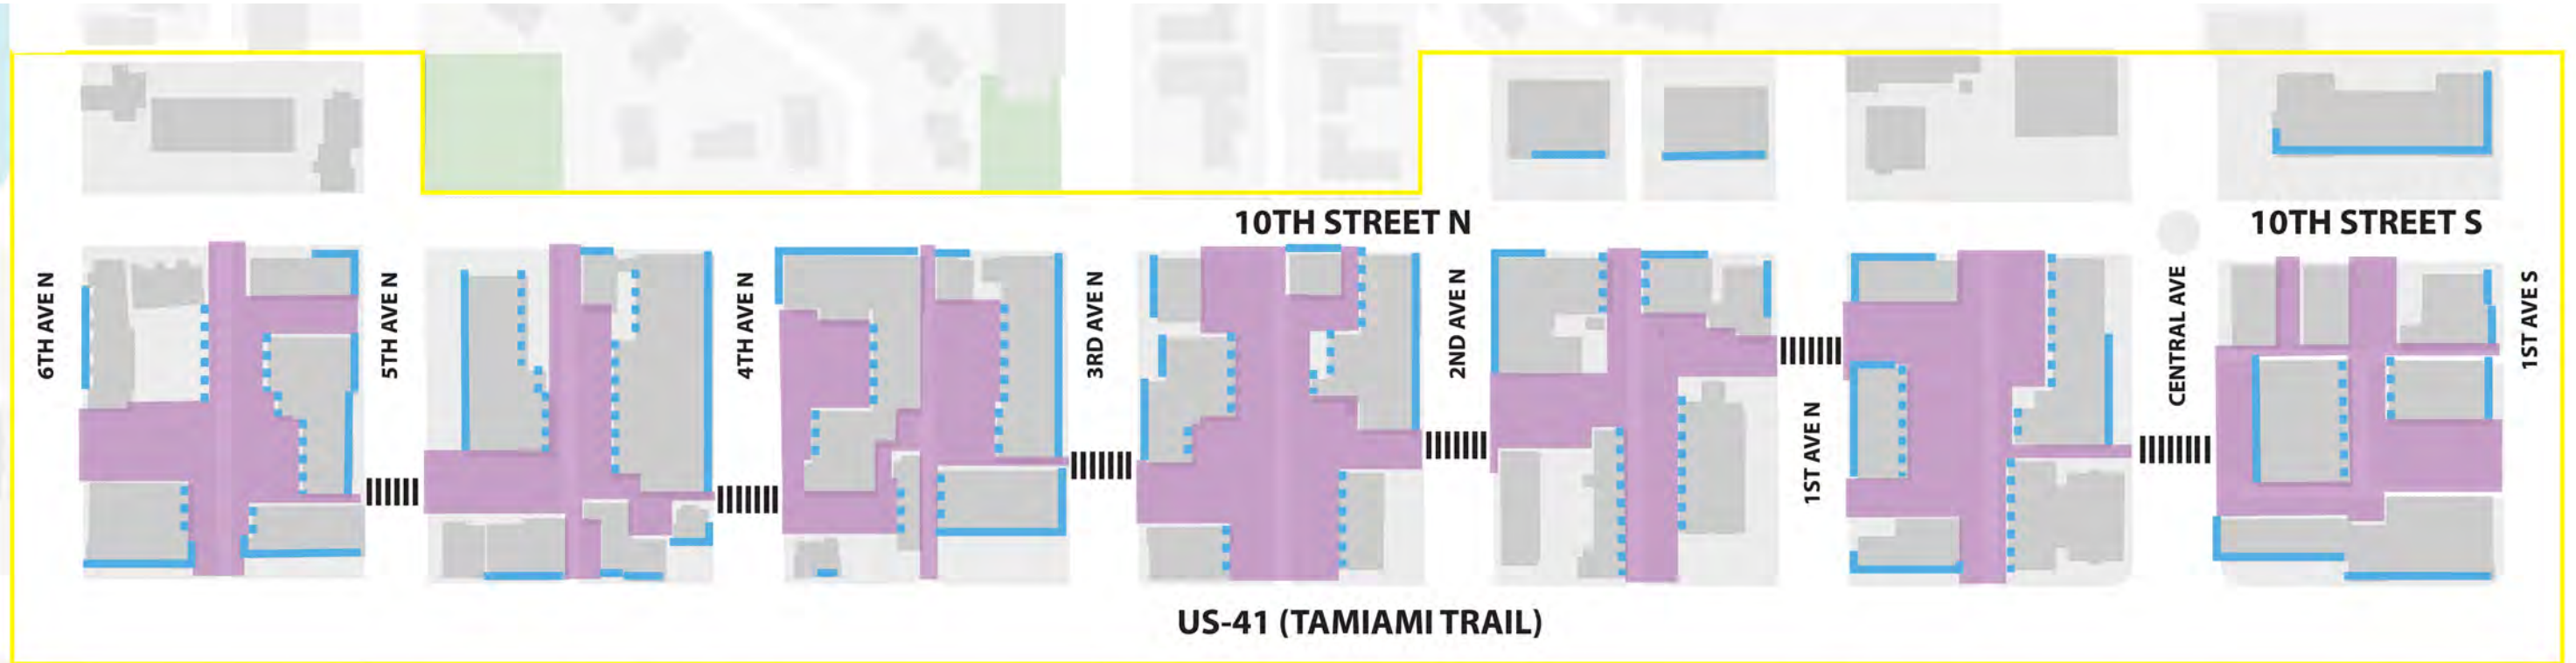 10TH STREET N
10TH STREET S
6TH AVE N
5TH AVE N
4TH AVE N
3RD AVE N
2ND AVE N
1ST AVE N
CENTRAL AVE
1ST AVE S
US-41 (TAMIAMI TRAIL)